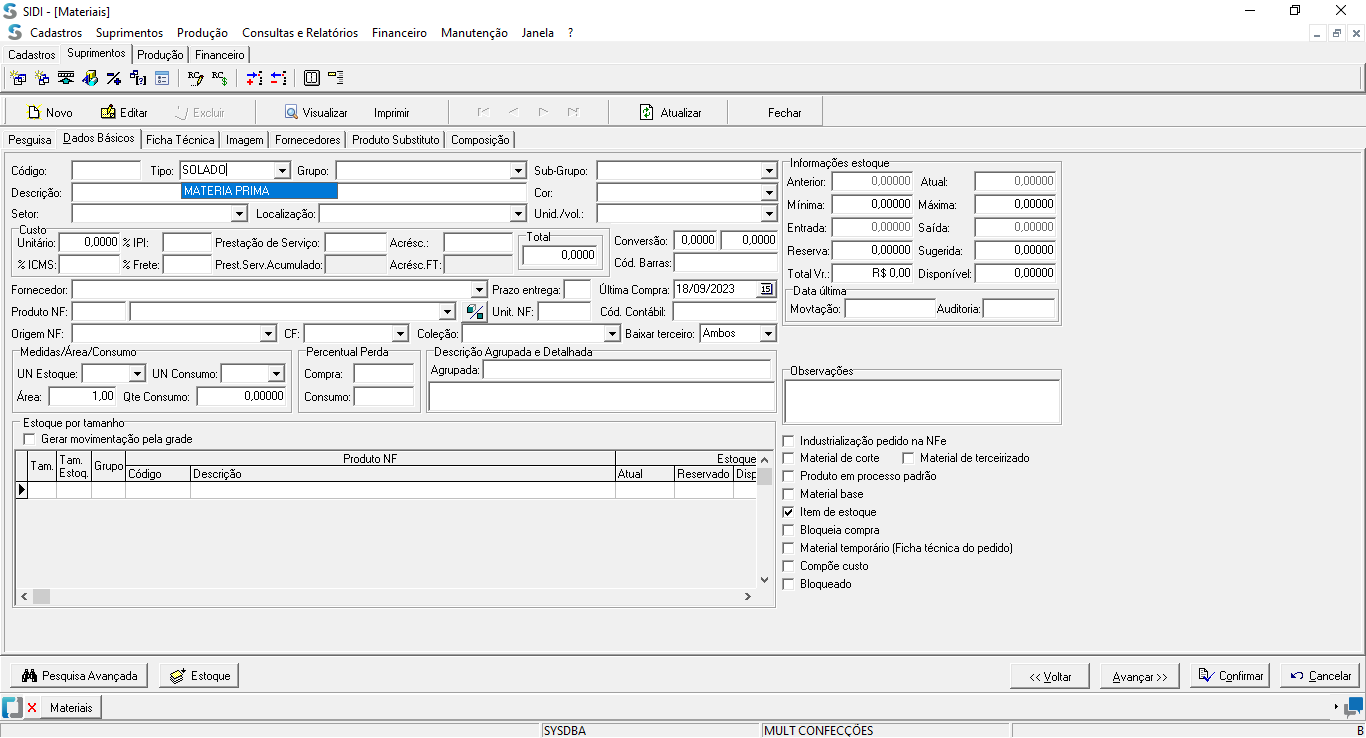 SIDI - [Materiais]
Cadastros Suprimentos Produção Consultas e Relatórios Financeiro Manutenção Janela ?
Cadastros Suprimentos Produção Financeiro
Novo Editar Excluir Visualizar Imprimir Atualizar Fechar
Pesquisa Dados Básicos Ficha Técnica Imagem Fornecedores Produto Substituto Composição
Código: Tipo: SOLADO Grupo: Sub-Grupo:
MATERIA PRIMA
Descrição: Cor:
Setor: Localização: Unid./vol.:
Custo
Unitário: 0,0000 % IPI: Prestação de Serviço: Acrésc.:
% ICMS: % Frete: Prest.Serv.Acumulado: Acrésc.FT:
Total
0,0000
Conversão: 0,0000 0,0000
Cód. Barras:
Fornecedor: Prazo entrega: Última Compra: 18/09/2023 15
Produto NF: Unit. NF: Cód. Contábil:
Origem NF: CF: Coleção: Baixar terceiro: Ambos
Informações estoque
Anterior: 0,00000 Atual: 0,00000
Mínima: 0,00000 Máxima: 0,00000
Entrada: 0,00000 Saída: 0,00000
Reserva: 0,00000 Sugerida: 0,00000
Total Vr.: R$ 0,00 Disponível: 0,00000
Data última
Movtação: Auditoria:
Medidas/Área/Consumo
UN Estoque: UN Consumo:
Área: 1,00 Qte Consumo: 0,00000
Percentual Perda
Compra:
Consumo:
Descrição Agrupada e Detalhada
Agrupada:
Observações
Estoque por tamanho
Gerar movimentação pela grade
Tam. Tam. Estoq. Grupo Produto NF Estoque
Código Descrição Atual Reservado Disp
Industrialização pedido na NFe
Material de corte Material de terceirizado
Produto em processo padrão
Material base
Item de estoque
Bloqueia compra
Material temporário (Ficha técnica do pedido)
Compõe custo
Bloqueado
Pesquisa Avançada Estoque << Voltar Avançar >> Confirmar Cancelar
Materiais
SYSDBA MULT CONFECÇÕES B